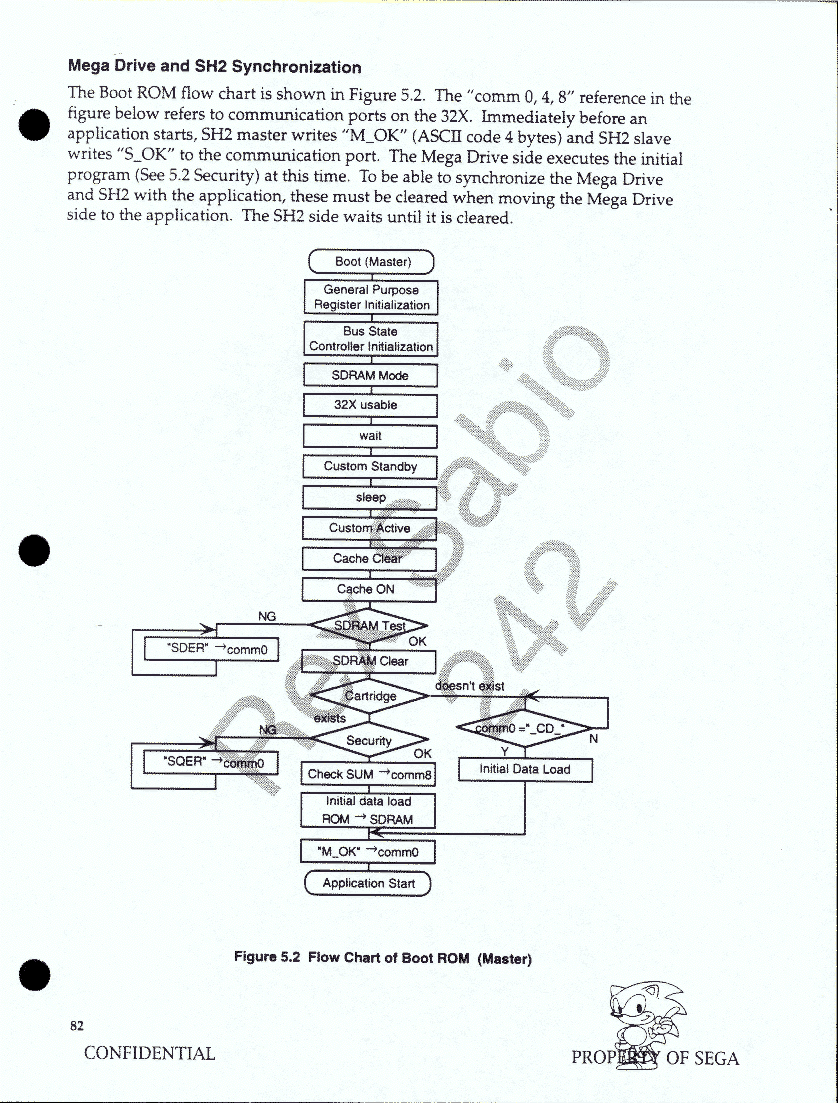 Mega Drive and SH2 Synchronization
The Boot ROM flow chart is shown in Figure 5.2. The "comm 0, 4, 8" reference in the
figure below refers to communication ports on the 32X. Immediately before an
application starts, SH2 master writes "M_OK" (ASCII code 4 bytes) and SH2 slave
writes "S_OK" to the communication port. The Mega Drive side executes the initial
program (See 5.2 Security) at this time. To be able to synchronize the Mega Drive
and SH2 with the application, these must be cleared when moving the Mega Drive
side to the application. The SH2 side waits until it is cleared.
Boot (Master)
General Purpose
Register Initialization
Bus State
Controller Initialization
SDRAM Mode
32X usable
wait
Custom Standby
sleep
Custom Active
Cache Clear
Cache ON
NG
SDRAM Test
OK
"SDER" →comm0
SDRAM Clear
Cartridge
doesn't exist
exists
comm0 ="_CD_"
N
NG
Security
OK
Y
"SQER" →comm0
Check SUM →comm8
Initial Data Load
Initial data load
ROM → SDRAM
"M_OK" →comm0
Application Start
Figure 5.2 Flow Chart of Boot ROM (Master)
82
CONFIDENTIAL
PROPERTY OF SEGA
Rev Sabio
242